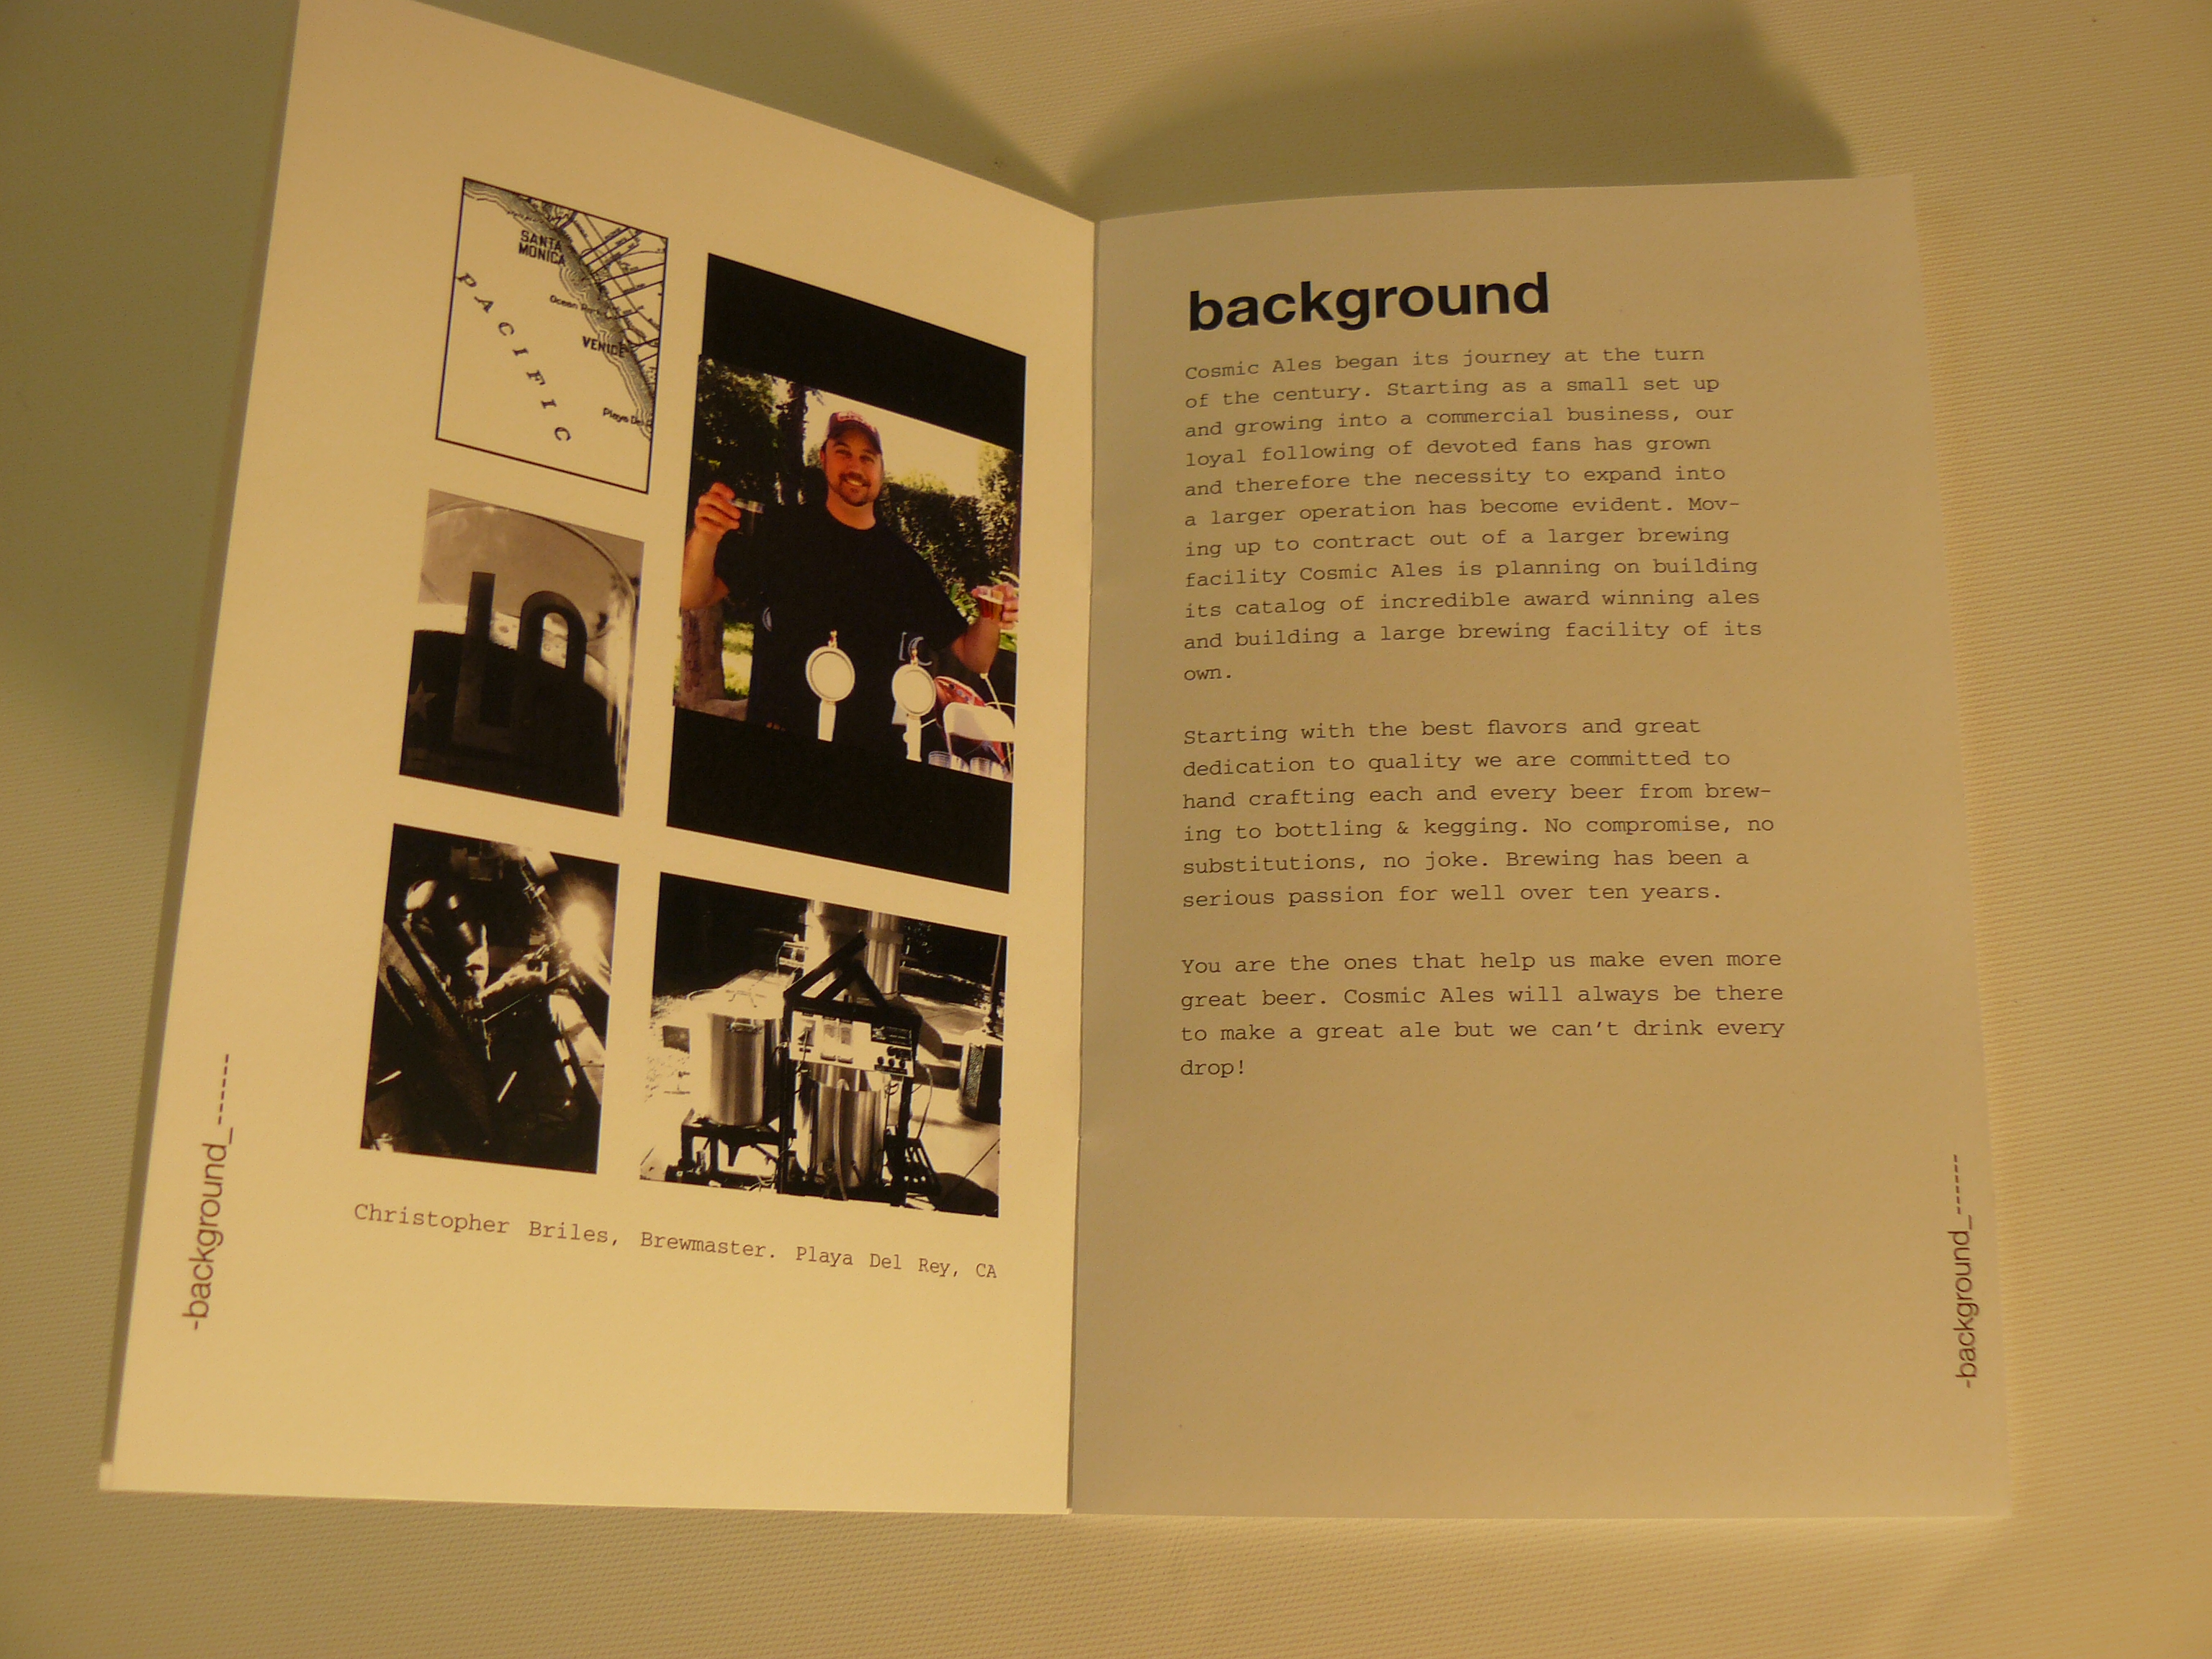 SANTA
MONICA
PACIFIC
VENICE
Christopher Briles, Brewmaster. Playa Del Rey, CA
-background_------
background
Cosmic Ales began its journey at the turn
of the century. Starting as a small set up
and growing into a commercial business, our
loyal following of devoted fans has grown
and therefore the necessity to expand into
a larger operation has become evident. Mov-
ing up to contract out of a larger brewing
facility Cosmic Ales is planning on building
its catalog of incredible award winning ales
and building a large brewing facility of its
own.
Starting with the best flavors and great
dedication to quality we are committed to
hand crafting each and every beer from brew-
ing to bottling & kegging. No compromise, no
substitutions, no joke. Brewing has been a
serious passion for well over ten years.
You are the ones that help us make even more
great beer. Cosmic Ales will always be there
to make a great ale but we can't drink every
drop!
-background_------